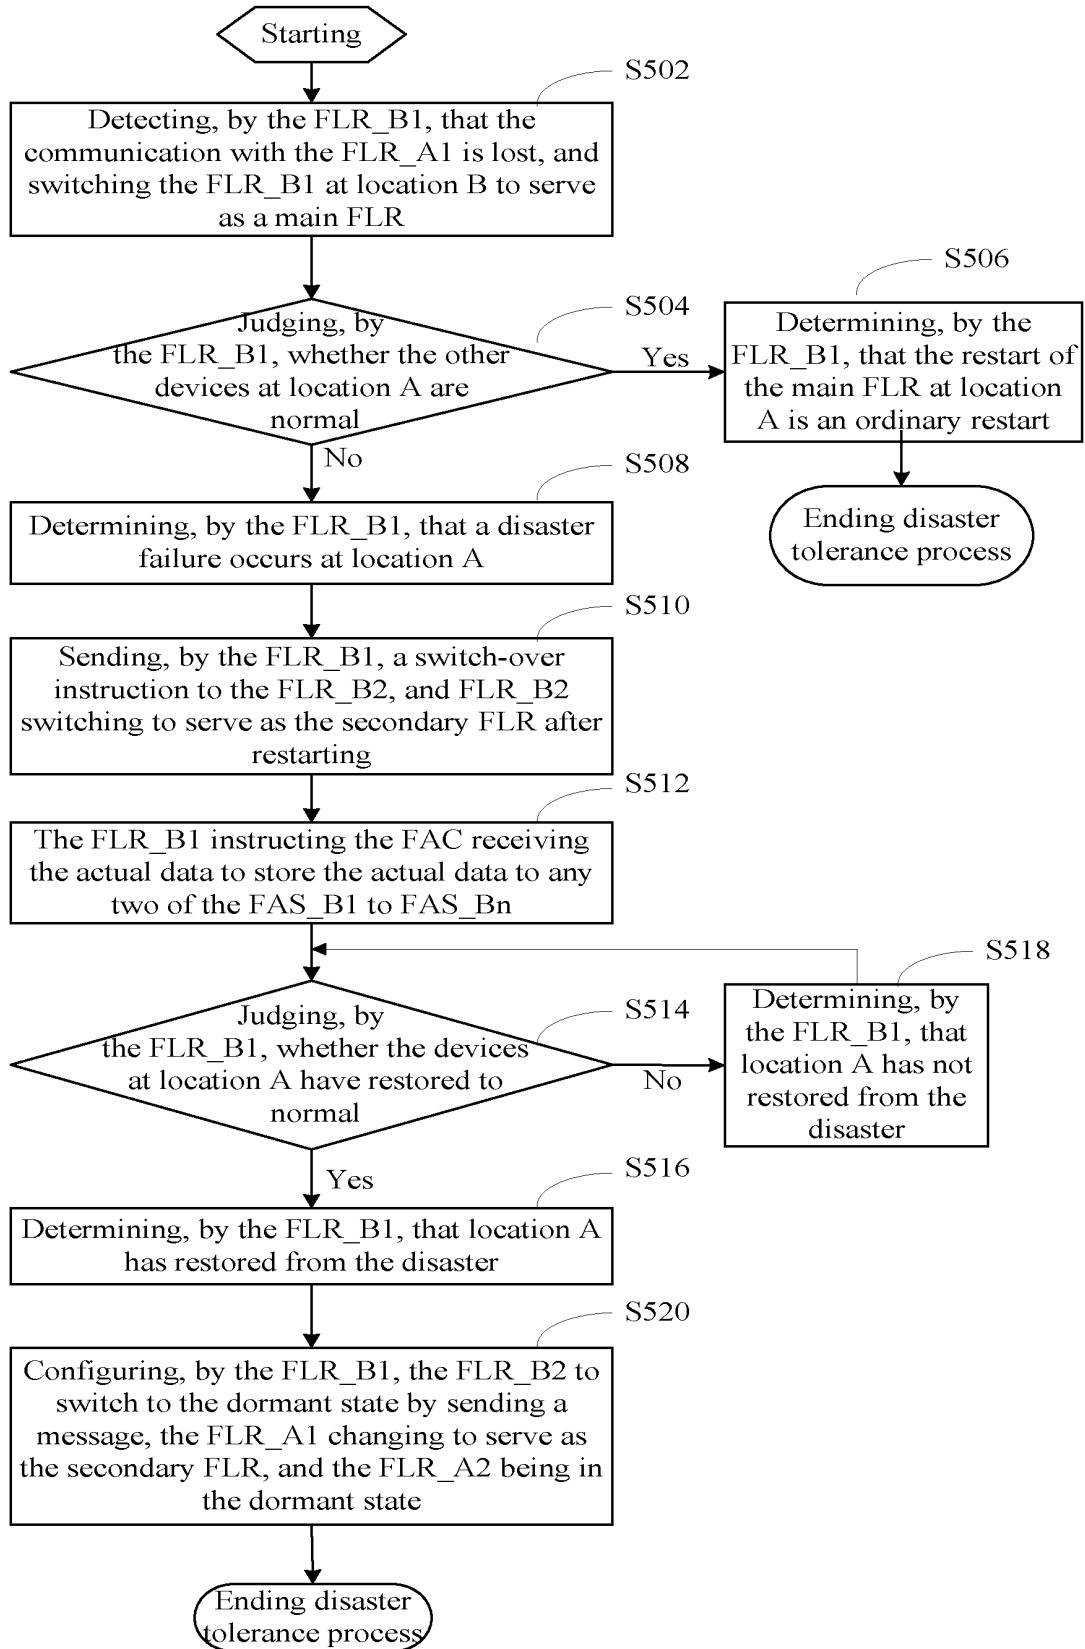 Starting
S502
Detecting, by the FLR_B1, that the
communication with the FLR_A1 is lost, and
switching the FLR_B1 at location B to serve
as a main FLR
S504
Judging, by
the FLR_B1, whether the other
devices at location A are
normal
Yes
No
S506
Determining, by the
FLR_B1, that the restart of
the main FLR at location
A is an ordinary restart
Ending disaster
tolerance process
S508
Determining, by the FLR_B1, that a disaster
failure occurs at location A
S510
Sending, by the FLR_B1, a switch-over
instruction to the FLR_B2, and FLR_B2
switching to serve as the secondary FLR after
restarting
S512
The FLR_B1 instructing the FAC receiving
the actual data to store the actual data to any
two of the FAS_B1 to FAS_Bn
S514
Judging, by
the FLR_B1, whether the devices
at location A have restored to
normal
No
Yes
S518
Determining, by
the FLR_B1, that
location A has not
restored from the
disaster
S516
Determining, by the FLR_B1, that location A
has restored from the disaster
S520
Configuring, by the FLR_B1, the FLR_B2 to
switch to the dormant state by sending a
message, the FLR_A1 changing to serve as
the secondary FLR, and the FLR_A2 being in
the dormant state
Ending disaster
tolerance process